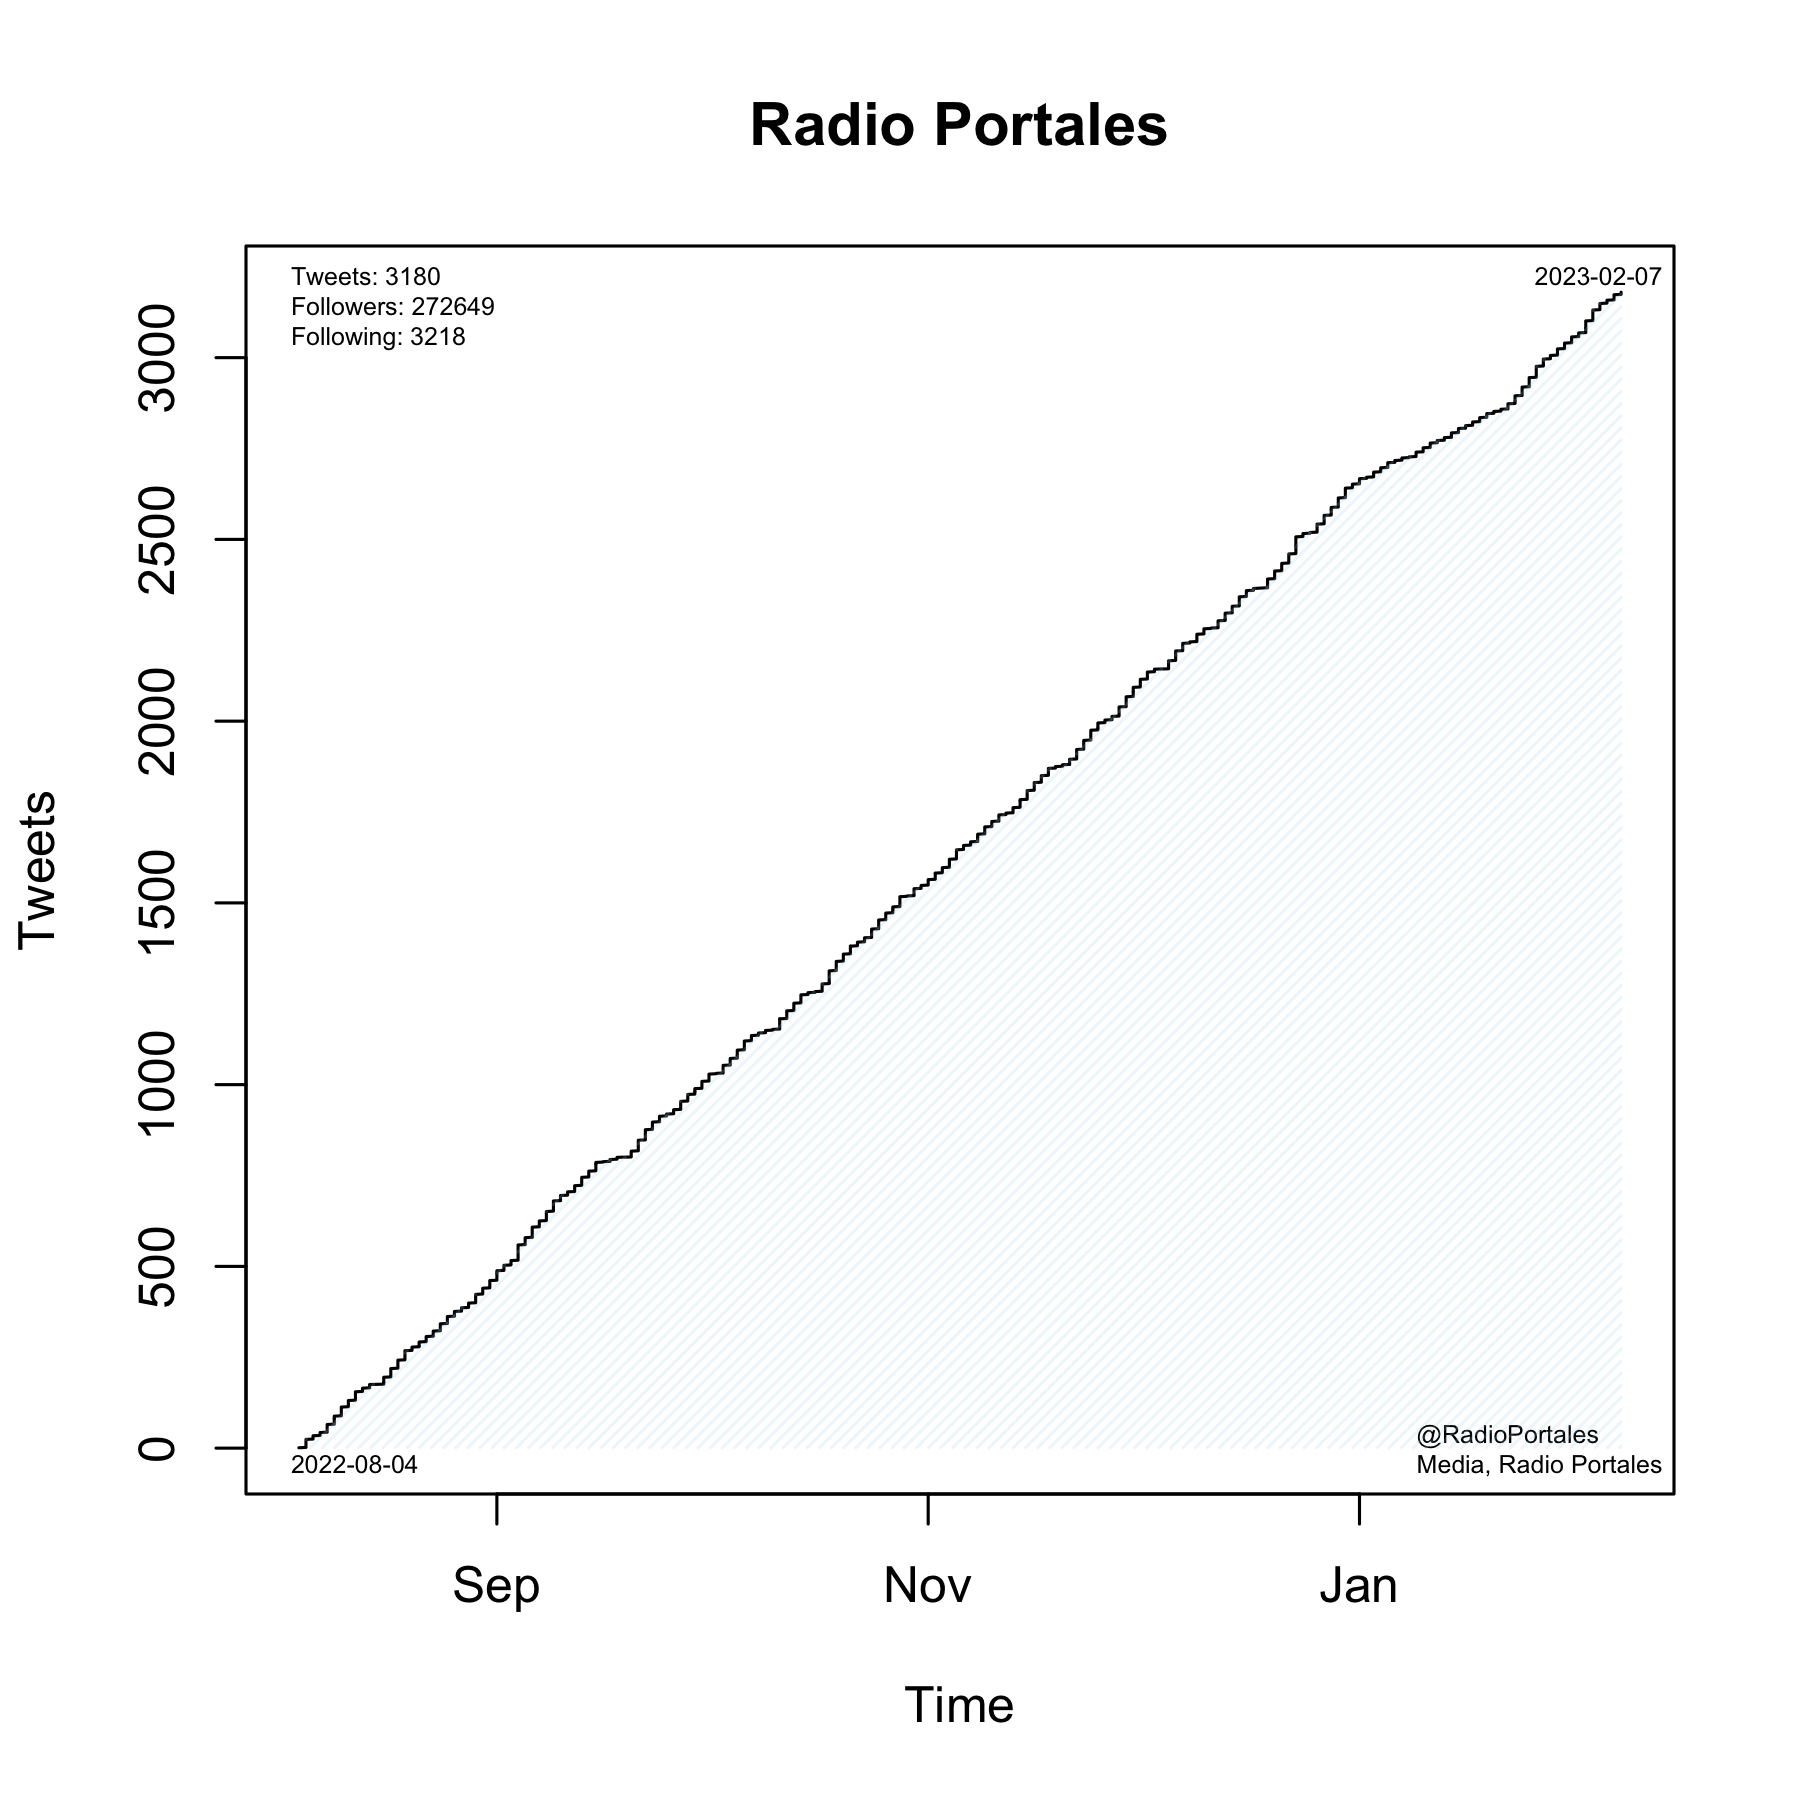 Radio Portales
Tweets: 3180
Followers: 272649
Following: 3218
2023-02-07
3000
2500
2000
1500
1000
500
0
Tweets
2022-08-04
@RadioPortales
Media, Radio Portales
Sep Nov Jan
Time